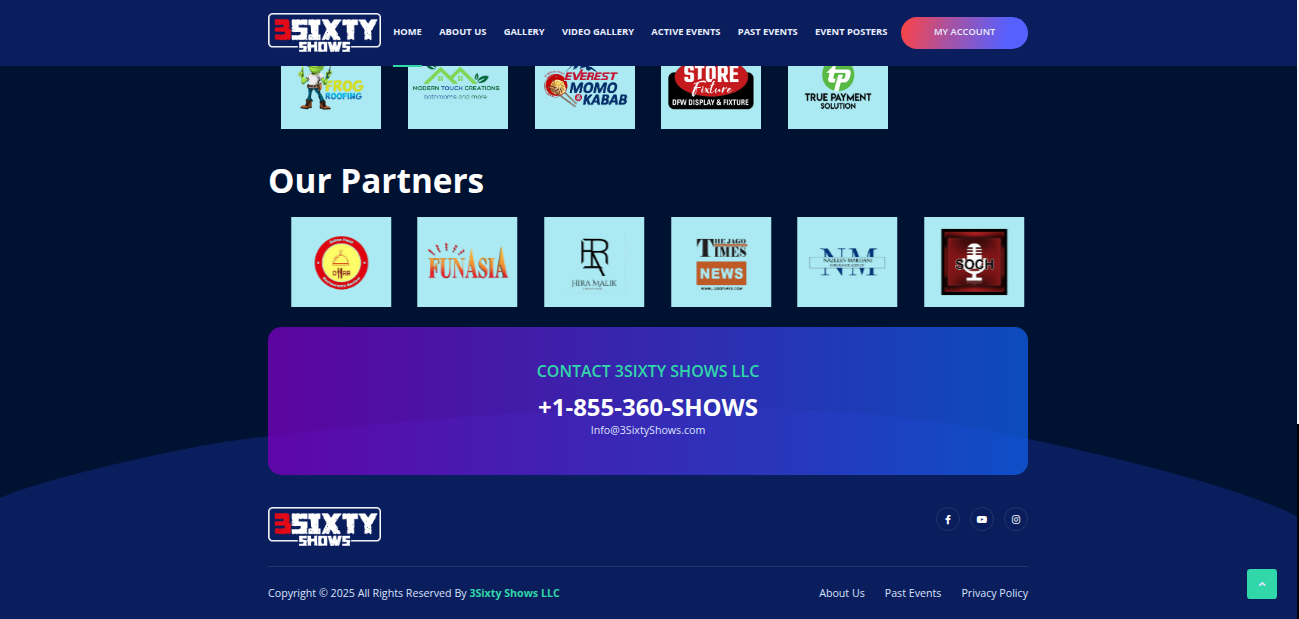 3SIXTY
SHOWS
HOME ABOUT US GALLERY VIDEO GALLERY ACTIVE EVENTS PAST EVENTS EVENT POSTERS MY ACCOUNT
FROG
ROOFING
MODERN TOUCH CREATIONS
bathrooms and more
EVEREST
MOMO
& KABAB
STORE
Fixture
DFW DISPLAY & FIXTURE
tp
TRUE PAYMENT
SOLUTION
Our Partners
FUNASIA
HIRA MALIK
THE JAGO
TIMES
NEWS
NM
SOCH
CONTACT 3SIXTY SHOWS LLC
+1-855-360-SHOWS
Info@3SixtyShows.com
3SIXTY
SHOWS
Copyright © 2025 All Rights Reserved By 3Sixty Shows LLC
About Us Past Events Privacy Policy